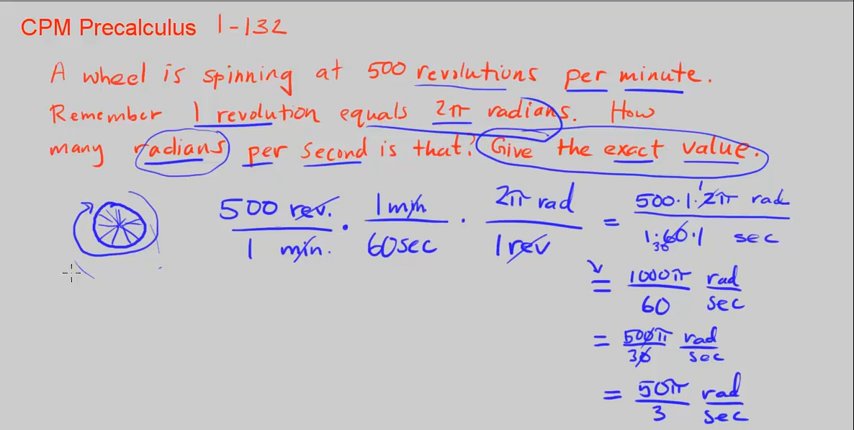 CPM Precalculus 1-132
A wheel is spinning at 500 revolutions per minute.
Remember 1 revolution equals 2π radians. How
many radians per second is that? Give the exact value.
500 rev. / 1 min. · 1 min / 60 sec · 2π rad / 1 rev = 500·1·2π rad / 1·60·1 sec
= 1000π / 60 rad / sec
= 500π / 30 rad / sec
= 50π / 3 rad / sec